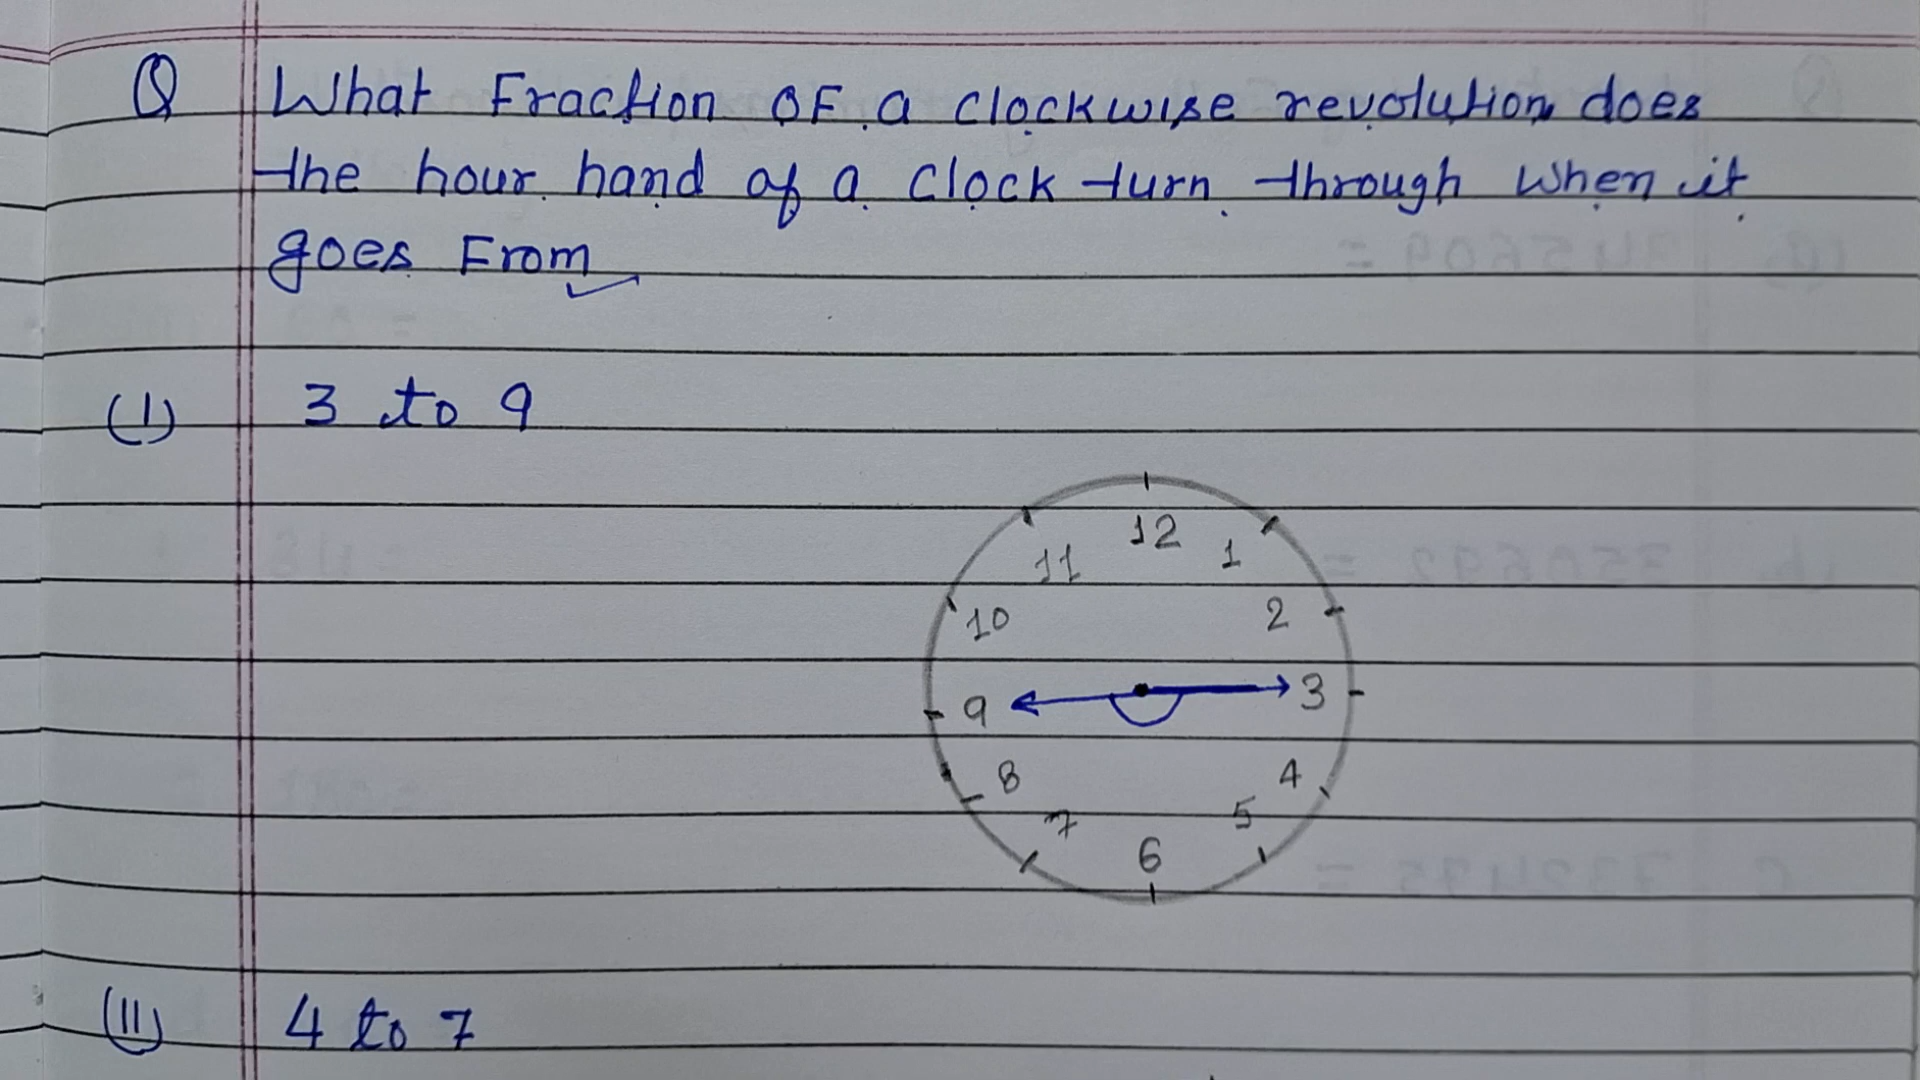 Q What Fraction OF a clockwise revolution does
the hour hand of a clock turn through when it
goes From
(I) 3 to 9
12
11 1
10 2
9 3
8 4
7 5
6
(II) 4 to 7